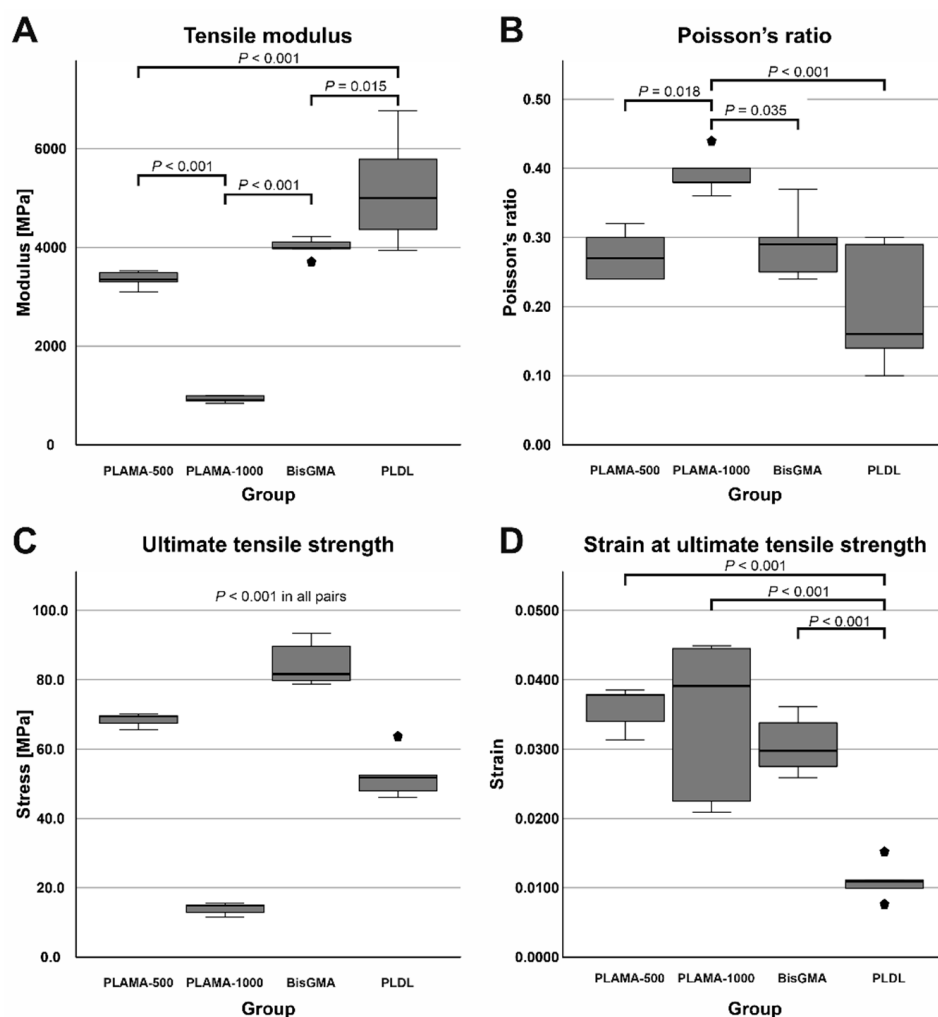 A
Tensile modulus
P < 0.001
P = 0.015
P < 0.001
P < 0.001
Modulus [MPa]
6000
4000
2000
0
PLAMA-500 PLAMA-1000 BisGMA PLDL
Group
B
Poisson's ratio
P < 0.001
P = 0.018
P = 0.035
Poisson's ratio
0.50
0.40
0.30
0.20
0.10
0.00
PLAMA-500 PLAMA-1000 BisGMA PLDL
Group
C
Ultimate tensile strength
P < 0.001 in all pairs
Stress [MPa]
100.0
80.0
60.0
40.0
20.0
0.0
PLAMA-500 PLAMA-1000 BisGMA PLDL
Group
D
Strain at ultimate tensile strength
P < 0.001
P < 0.001
P < 0.001
Strain
0.0500
0.0400
0.0300
0.0200
0.0100
0.0000
PLAMA-500 PLAMA-1000 BisGMA PLDL
Group